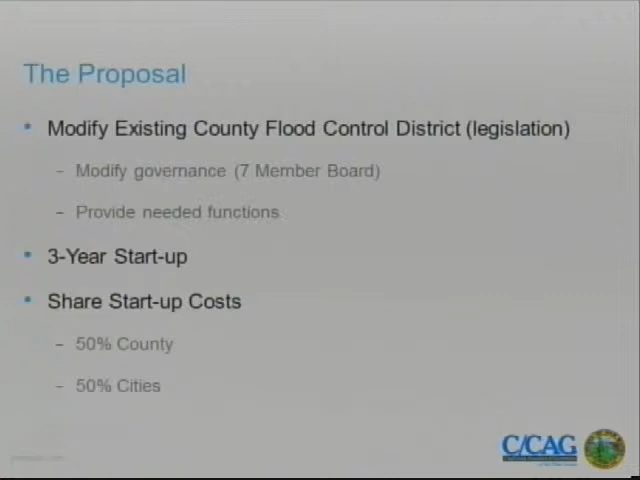 The Proposal
• Modify Existing County Flood Control District (legislation)
– Modify governance (7 Member Board)
– Provide needed functions
• 3-Year Start-up
• Share Start-up Costs
– 50% County
– 50% Cities
C/CAG